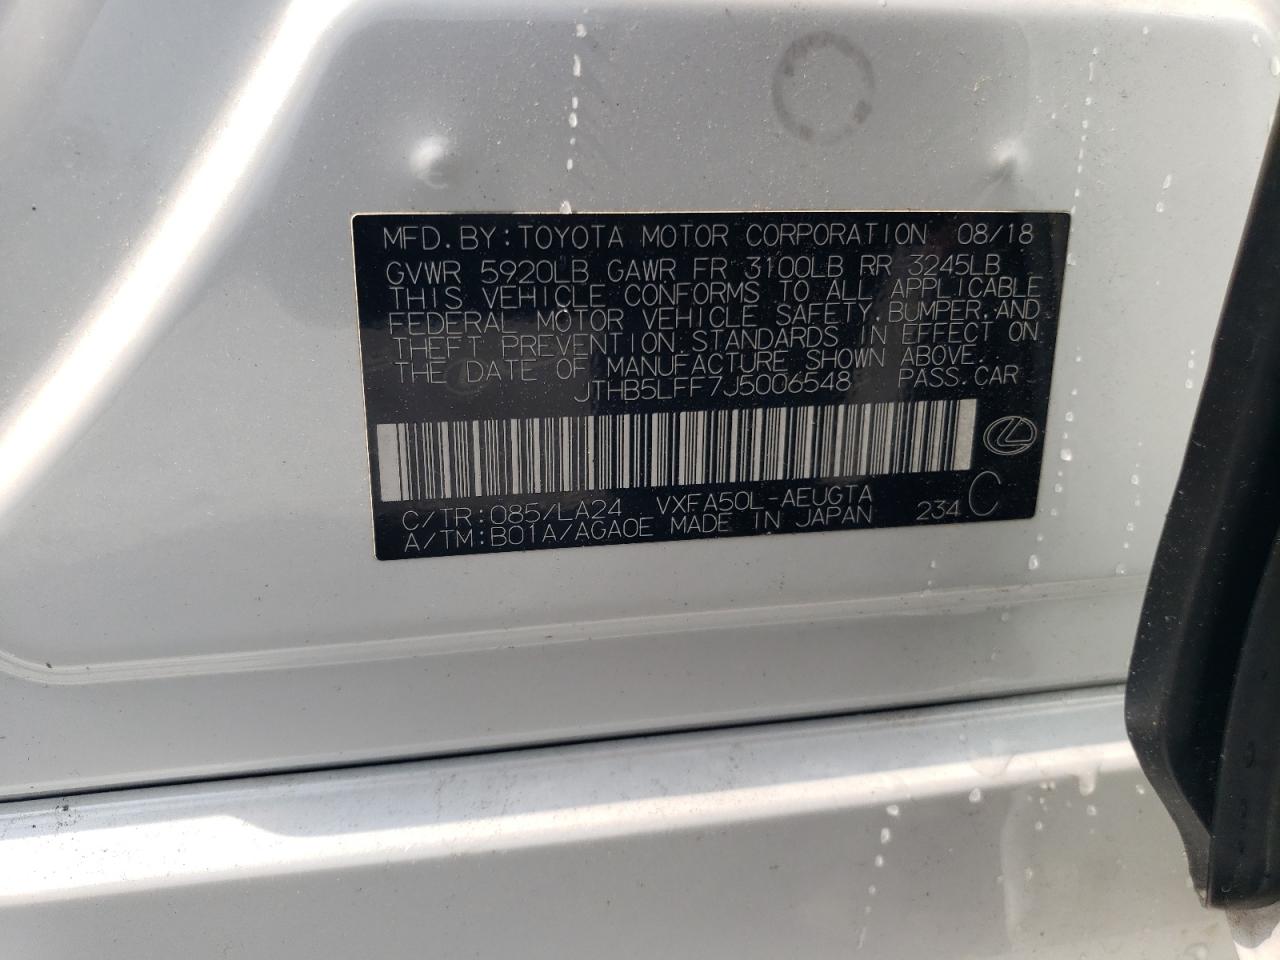 MFD.BY:TOYOTA MOTOR CORPORATION 08/18
GVWR 5920LB GAWR FR 3100LB RR 3245LB
THIS VEHICLE CONFORMS TO ALL APPLICABLE
FEDERAL MOTOR VEHICLE SAFETY,BUMPER,AND
THEFT PREVENTION STANDARDS IN EFFECT ON
THE DATE OF MANUFACTURE SHOWN ABOVE.
JTHB5LFF7J5006548 PASS.CAR
C/TR:085/LA24 VXFA50L-AEUGTA
A/TM:B01A/AGA0E MADE IN JAPAN 234 C